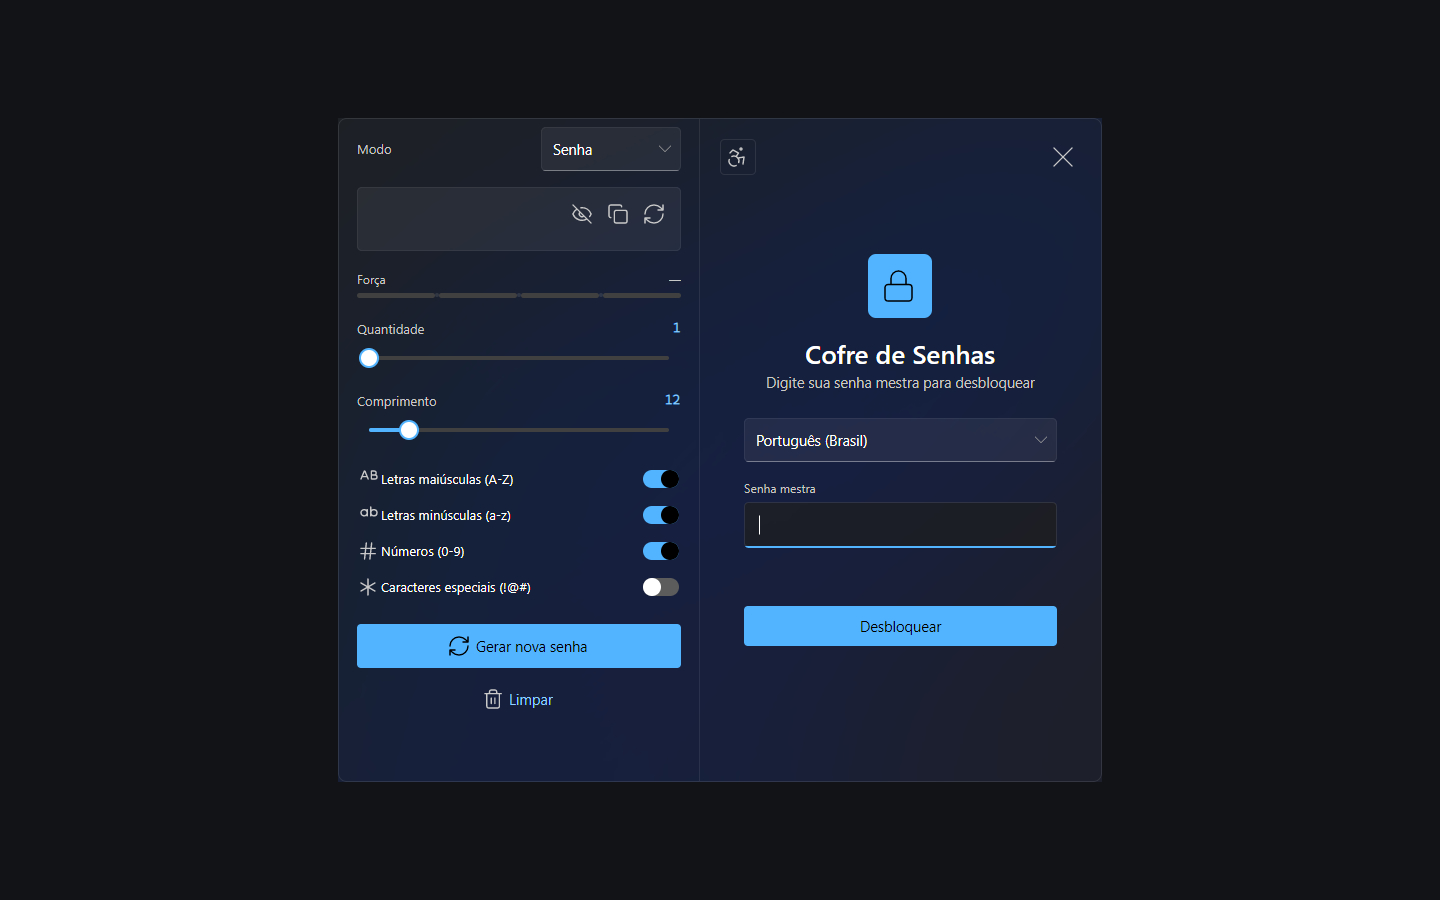 Modo
Senha
Força
—
Quantidade
1
Comprimento
12
AB Letras maiúsculas (A-Z)
ab Letras minúsculas (a-z)
Números (0-9)
Caracteres especiais (!@#)
Gerar nova senha
Limpar
Cofre de Senhas
Digite sua senha mestra para desbloquear
Português (Brasil)
Senha mestra
Desbloquear